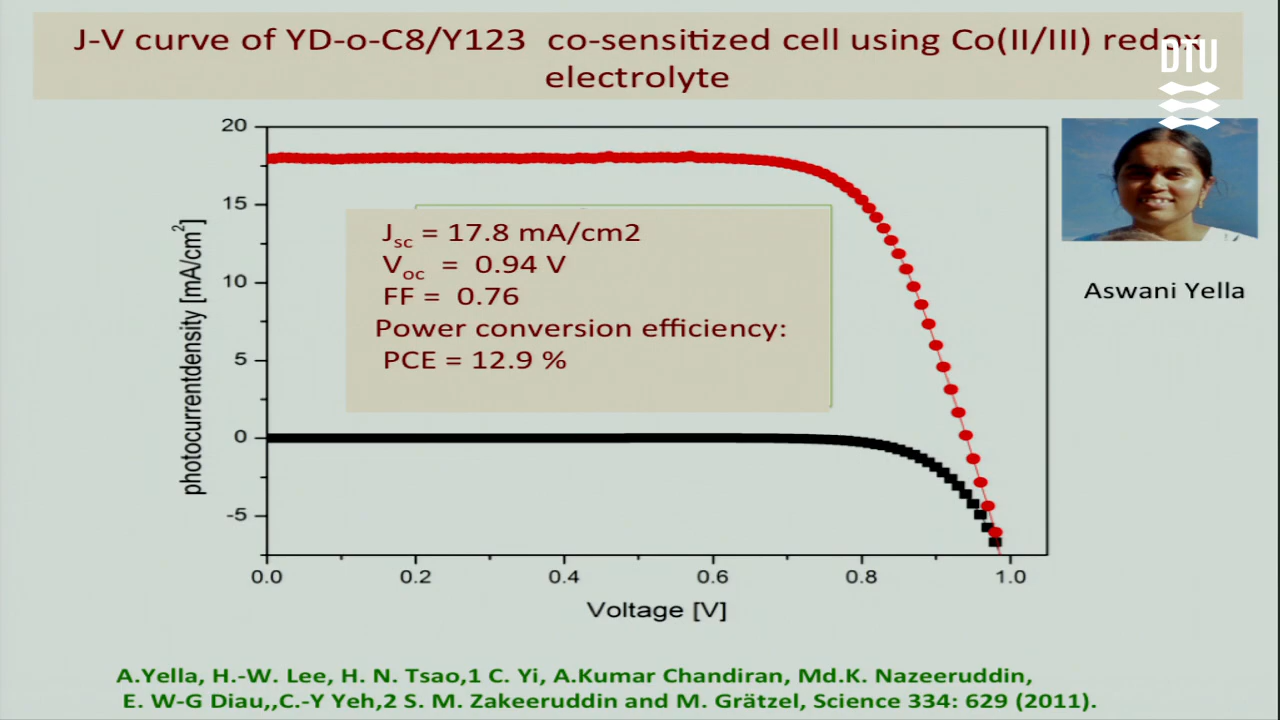 J-V curve of YD-o-C8/Y123 co-sensitized cell using Co(II/III) redox
electrolyte
DTU
20
15
10
5
0
-5
photocurrentdensity [mA/cm²]
Jsc = 17.8 mA/cm2
Voc = 0.94 V
FF = 0.76
Power conversion efficiency:
PCE = 12.9 %
0.0 0.2 0.4 0.6 0.8 1.0
Voltage [V]
Aswani Yella
A.Yella, H.-W. Lee, H. N. Tsao,1 C. Yi, A.Kumar Chandiran, Md.K. Nazeeruddin,
E. W-G Diau,,C.-Y Yeh,2 S. M. Zakeeruddin and M. Grätzel, Science 334: 629 (2011).